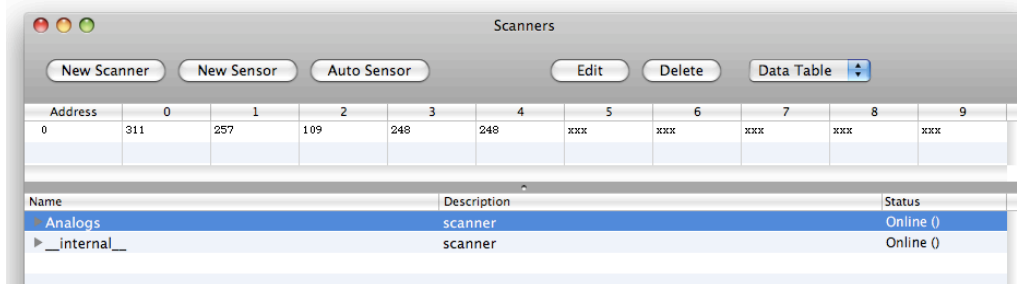 Scanners
New Scanner New Sensor Auto Sensor Edit Delete Data Table
Address 0 1 2 3 4 5 6 7 8 9
0 311 257 109 248 248 xxx xxx xxx xxx xxx
Name Description Status
Analogs scanner Online ()
__internal__ scanner Online ()